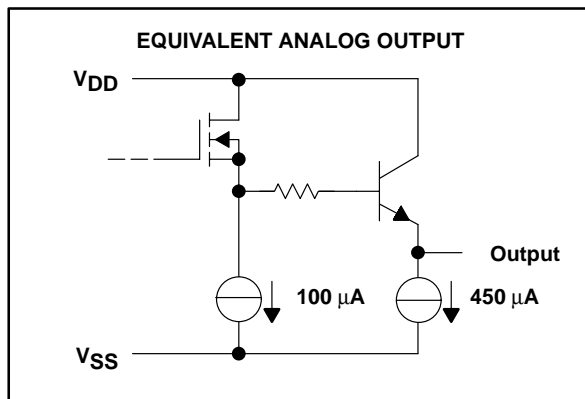 EQUIVALENT ANALOG OUTPUT
VDD
Output
100 μA
450 μA
VSS